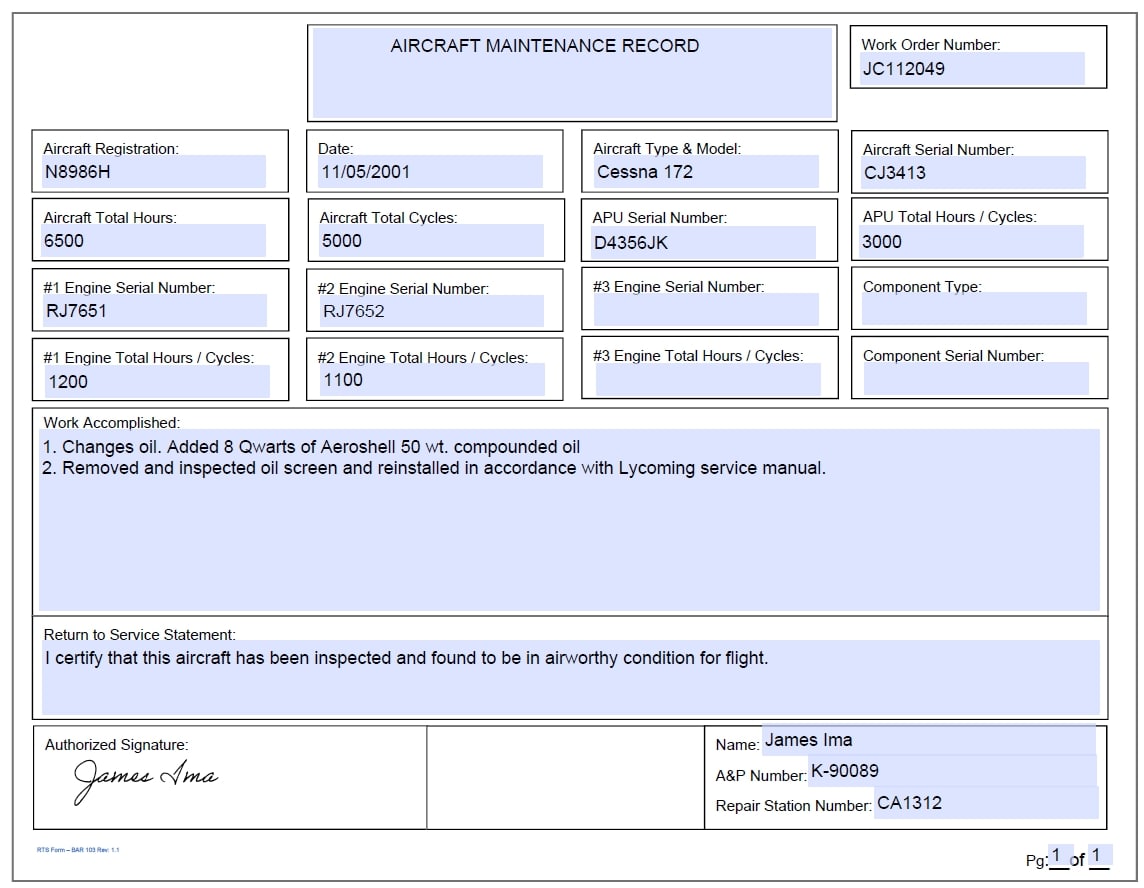 AIRCRAFT MAINTENANCE RECORD
Work Order Number:
JC112049
Aircraft Registration:
N8986H
Date:
11/05/2001
Aircraft Type & Model:
Cessna 172
Aircraft Serial Number:
CJ3413
Aircraft Total Hours:
6500
Aircraft Total Cycles:
5000
APU Serial Number:
D4356JK
APU Total Hours / Cycles:
3000
#1 Engine Serial Number:
RJ7651
#2 Engine Serial Number:
RJ7652
#3 Engine Serial Number:
Component Type:
#1 Engine Total Hours / Cycles:
1200
#2 Engine Total Hours / Cycles:
1100
#3 Engine Total Hours / Cycles:
Component Serial Number:
Work Accomplished:
1. Changes oil. Added 8 Qwarts of Aeroshell 50 wt. compounded oil
2. Removed and inspected oil screen and reinstalled in accordance with Lycoming service manual.
Return to Service Statement:
I certify that this aircraft has been inspected and found to be in airworthy condition for flight.
Authorized Signature:
James Ima
Name: James Ima
A&P Number: K-90089
Repair Station Number: CA1312
RTS Form – BAR 103 Rev: 1.1
Pg: 1 of 1